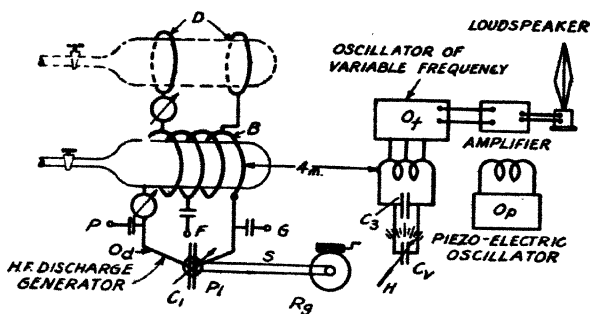 D
LOUDSPEAKER
OSCILLATOR OF
VARIABLE FREQUENCY
Of
AMPLIFIER
B
4m.
P
F
G
Od
H.F. DISCHARGE
GENERATOR
C1
P1
S
Rg
C3
Cv
H
Op
PIEZO-ELECTRIC
OSCILLATOR